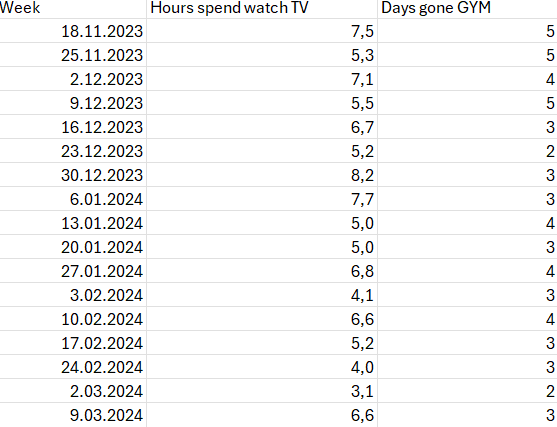 Week Hours spend watch TV Days gone GYM
18.11.2023 7,5 5
25.11.2023 5,3 5
2.12.2023 7,1 4
9.12.2023 5,5 5
16.12.2023 6,7 3
23.12.2023 5,2 2
30.12.2023 8,2 3
6.01.2024 7,7 3
13.01.2024 5,0 4
20.01.2024 5,0 3
27.01.2024 6,8 4
3.02.2024 4,1 3
10.02.2024 6,6 4
17.02.2024 5,2 3
24.02.2024 4,0 3
2.03.2024 3,1 2
9.03.2024 6,6 3